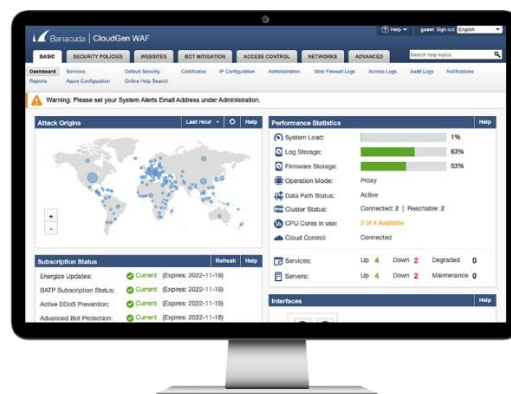 Help guest Sign out English
Barracuda | CloudGen WAF
BASIC SECURITY POLICIES WEBSITES BOT MITIGATION ACCESS CONTROL NETWORKS ADVANCED Search help topics
Dashboard Services Default Security Certificates IP Configuration Administration Web Firewall Logs Access Logs Audit Logs Notifications
Reports Azure Configuration Online Help Search
Warning: Please set your System Alerts Email Address under Administration.
Attack Origins Last Hour Help
+
-
Subscription Status Refresh Help
Energize Updates: Current (Expires: 2022-11-19)
BATP Subscription Status: Current (Expires: 2022-11-19)
Active DDoS Prevention: Current (Expires: 2022-11-19)
Advanced Bot Protection: Current (Expires: 2022-11-18)
Performance Statistics Help
System Load: 1%
Log Storage: 63%
Firmware Storage: 53%
Operation Mode: Proxy
Data Path Status: Active
Cluster Status: Connected: 2 | Reachable: 2
CPU Cores in use: 2 of 4 Available
Cloud Control: Connected
Services: Up 4 Down 2 Degraded 0
Servers: Up 4 Down 2 Maintenance 0
Interfaces Help